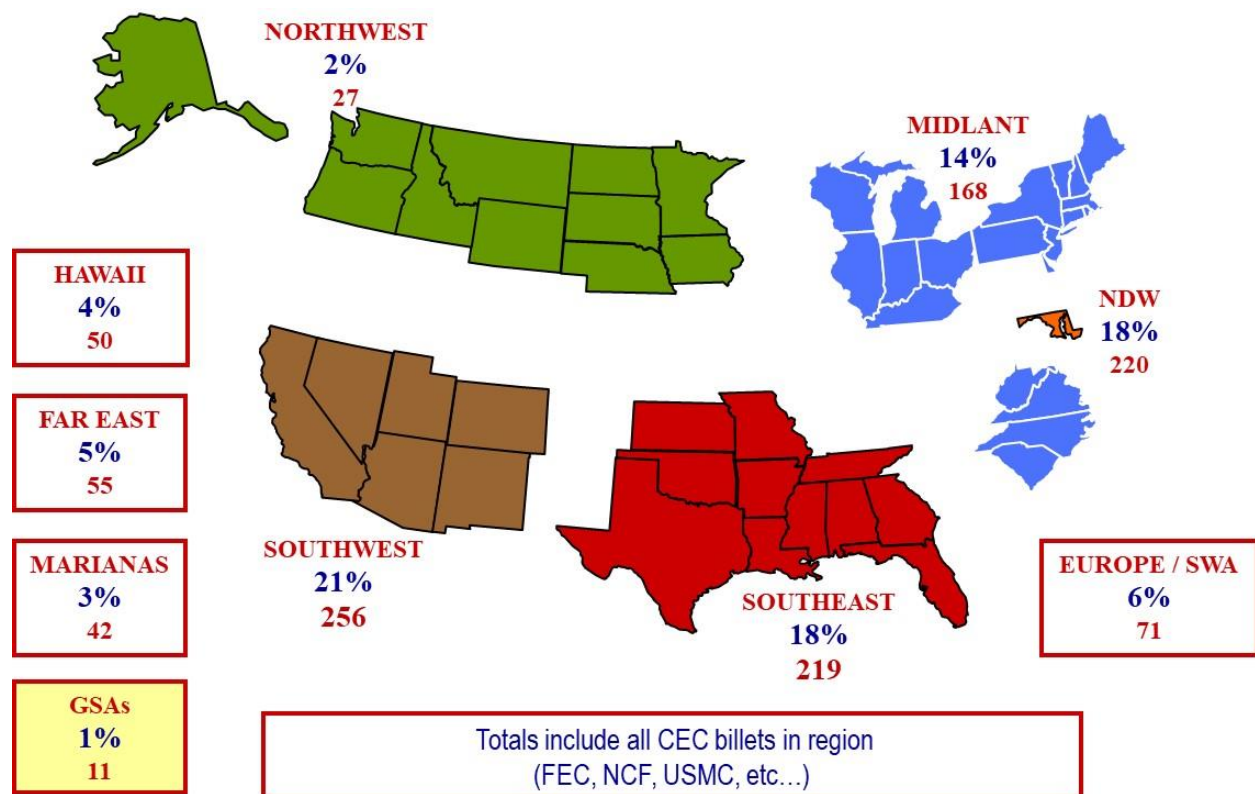 NORTHWEST
2%
27
MIDLANT
14%
168
HAWAII
4%
50
NDW
18%
220
FAR EAST
5%
55
MARIANAS
3%
42
SOUTHWEST
21%
256
SOUTHEAST
18%
219
EUROPE / SWA
6%
71
GSAs
1%
11
Totals include all CEC billets in region
(FEC, NCF, USMC, etc…)